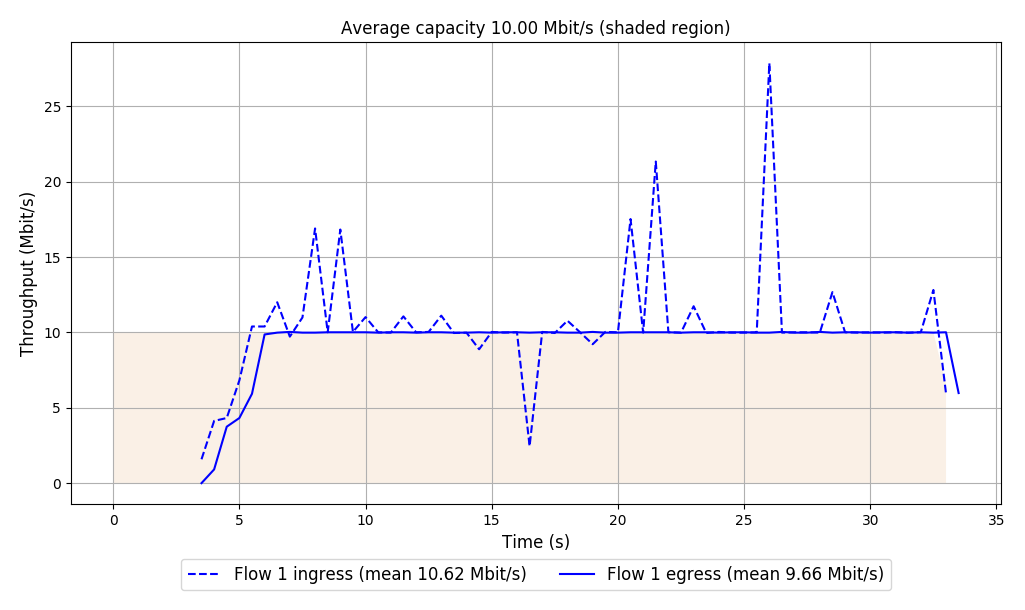 Average capacity 10.00 Mbit/s (shaded region)
Throughput (Mbit/s)
25
20
15
10
5
0
0 5 10 15 20 25 30 35
Time (s)
Flow 1 ingress (mean 10.62 Mbit/s) Flow 1 egress (mean 9.66 Mbit/s)